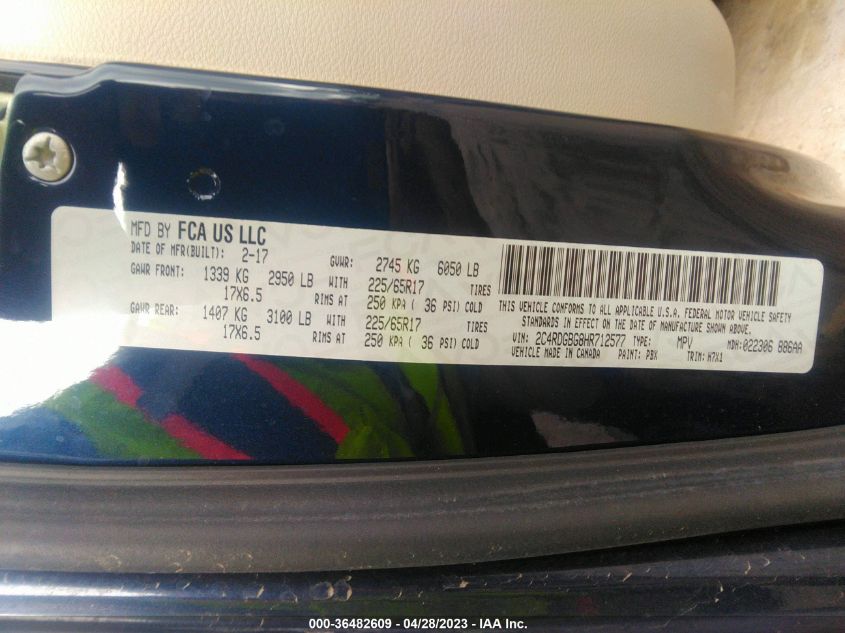 MFD BY FCA US LLC
DATE OF MFR(BUILT): 2-17 GVWR: 2745 KG 6050 LB
GAWR FRONT: 1339 KG 2950 LB WITH 225/65R17 TIRES
17X6.5 RIMS AT 250 KPA ( 36 PSI) COLD
GAWR REAR: 1407 KG 3100 LB WITH 225/65R17 TIRES
17X6.5 RIMS AT 250 KPA ( 36 PSI) COLD
THIS VEHICLE CONFORMS TO ALL APPLICABLE U.S.A. FEDERAL MOTOR VEHICLE SAFETY
STANDARDS IN EFFECT ON THE DATE OF MANUFACTURE SHOWN ABOVE.
VIN: 2C4RDGBG8HR712577 TYPE: MPV MDH:022306 B86AA
VEHICLE MADE IN CANADA PAINT: PBX TRIM: H7X1
000-36482609 - 04/28/2023 - IAA Inc.